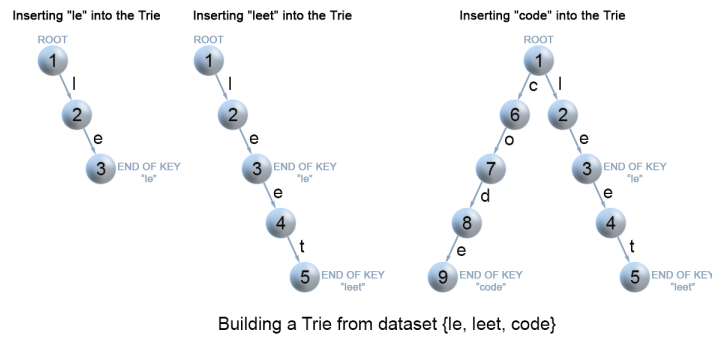 Inserting "le" into the Trie
ROOT
1
l
2
e
3
END OF KEY
"le"
Inserting "leet" into the Trie
ROOT
1
l
2
e
3
END OF KEY
"le"
e
4
t
5
END OF KEY
"leet"
Inserting "code" into the Trie
ROOT
1
c
l
6
2
o
e
7
3
END OF KEY
"le"
d
e
8
4
e
t
9
END OF KEY
"code"
5
END OF KEY
"leet"
Building a Trie from dataset {le, leet, code}